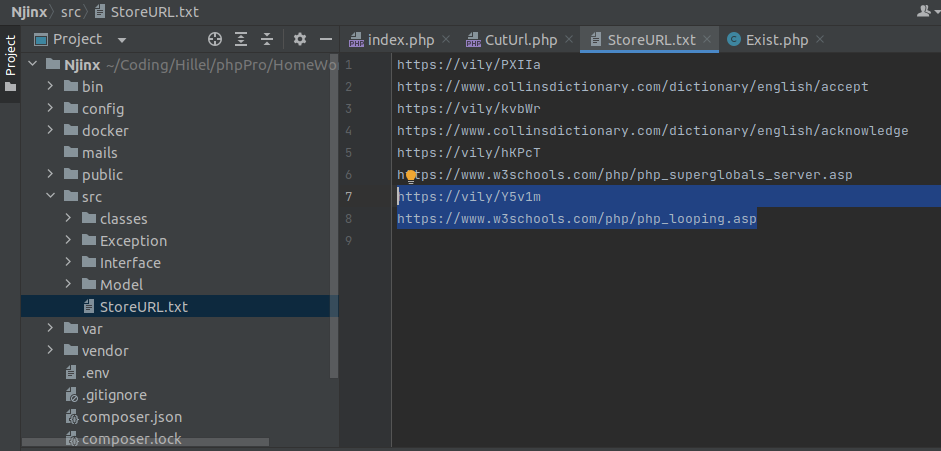 Njinx src StoreURL.txt
Project
Project index.php CutUrl.php StoreURL.txt C Exist.php
Njinx ~/Coding/Hillel/phpPro/HomeWor
bin
config
docker
mails
public
src
classes
Exception
Interface
Model
StoreURL.txt
var
vendor
.env
.gitignore
composer.json
composer.lock
1 https://vily/PXIIa
2 https://www.collinsdictionary.com/dictionary/english/accept
3 https://vily/kvbWr
4 https://www.collinsdictionary.com/dictionary/english/acknowledge
5 https://vily/hKPcT
6 https://www.w3schools.com/php/php_superglobals_server.asp
7 https://vily/Y5v1m
8 https://www.w3schools.com/php/php_looping.asp
9